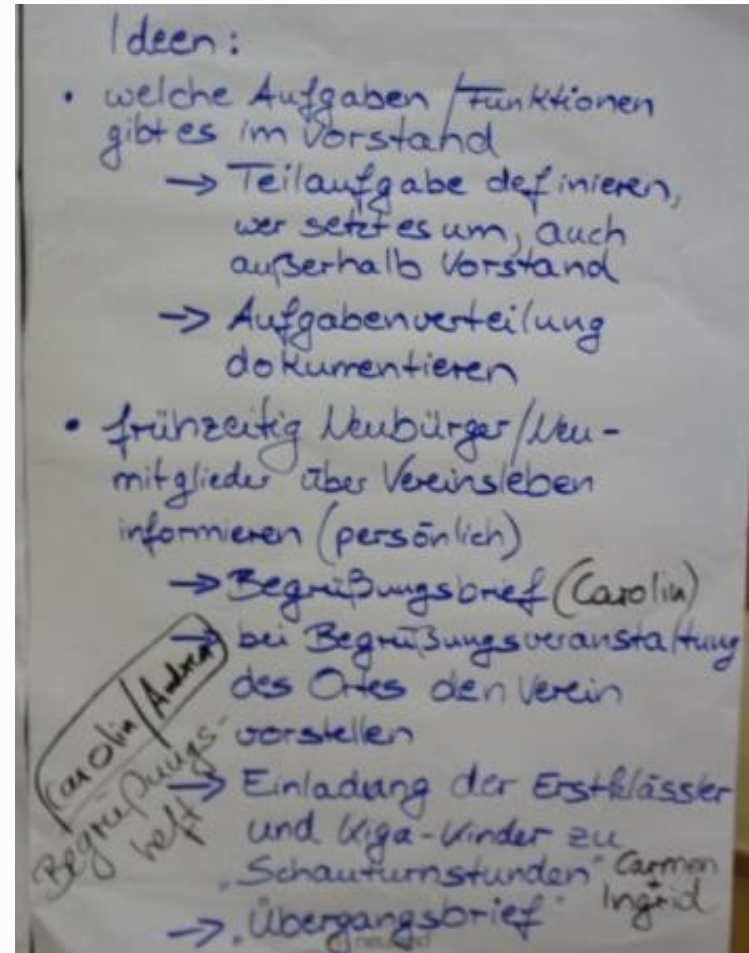 Ideen:
• welche Aufgaben/Funktionen
gibt es im Vorstand
→ Teilaufgabe definieren,
wer setzt es um, auch
außerhalb Vorstand
→ Aufgabenverteilung
dokumentieren
• frühzeitig Neubürger/Neu-
mitglieder über Vereinsleben
informieren (persönlich)
→ Begrüßungsbrief (Carolin)
→ bei Begrüßungsveranstaltung
des Ortes den Verein
vorstellen
Carolin/Andrea
Begrüßungs-
heft
→ Einladung der Erstklässler
und Kiga-Kinder zu
"Schauturnstunden" Carmen
+ Ingrid
→ "Übergangsbrief"